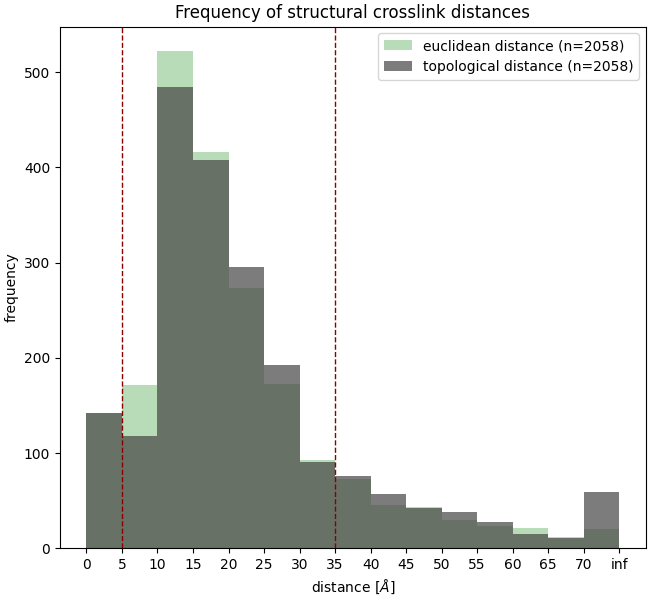 Frequency of structural crosslink distances
euclidean distance (n=2058)
topological distance (n=2058)
frequency
500
400
300
200
100
0
0 5 10 15 20 25 30 35 40 45 50 55 60 65 70 inf
distance [Å]